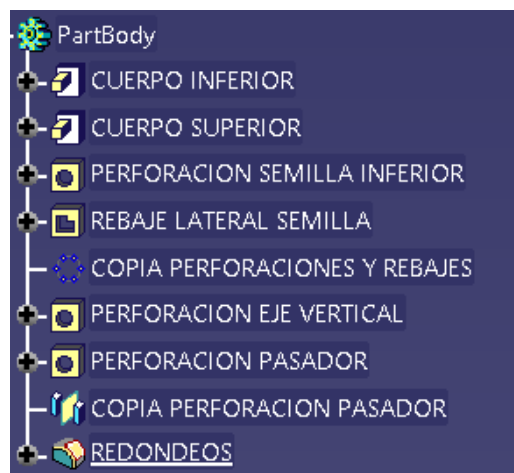 PartBody
CUERPO INFERIOR
CUERPO SUPERIOR
PERFORACION SEMILLA INFERIOR
REBAJE LATERAL SEMILLA
COPIA PERFORACIONES Y REBAJES
PERFORACION EJE VERTICAL
PERFORACION PASADOR
COPIA PERFORACION PASADOR
REDONDEOS